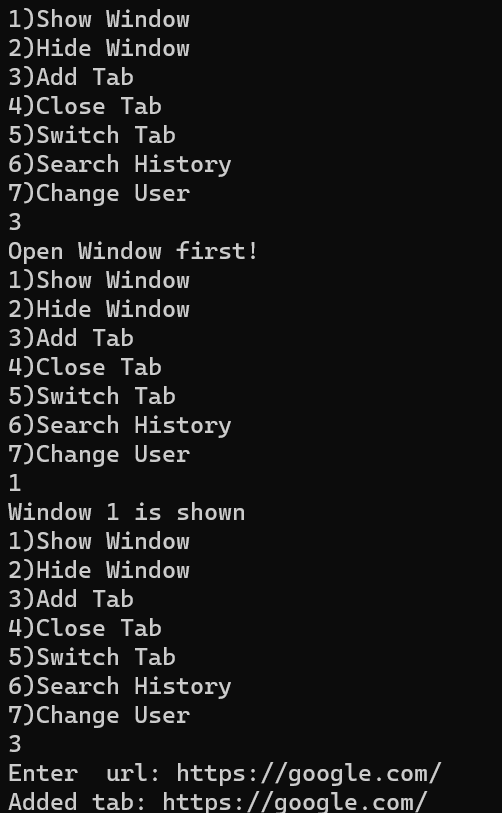 1)Show Window
2)Hide Window
3)Add Tab
4)Close Tab
5)Switch Tab
6)Search History
7)Change User
3
Open Window first!
1)Show Window
2)Hide Window
3)Add Tab
4)Close Tab
5)Switch Tab
6)Search History
7)Change User
1
Window 1 is shown
1)Show Window
2)Hide Window
3)Add Tab
4)Close Tab
5)Switch Tab
6)Search History
7)Change User
3
Enter  url: https://google.com/
Added tab: https://google.com/